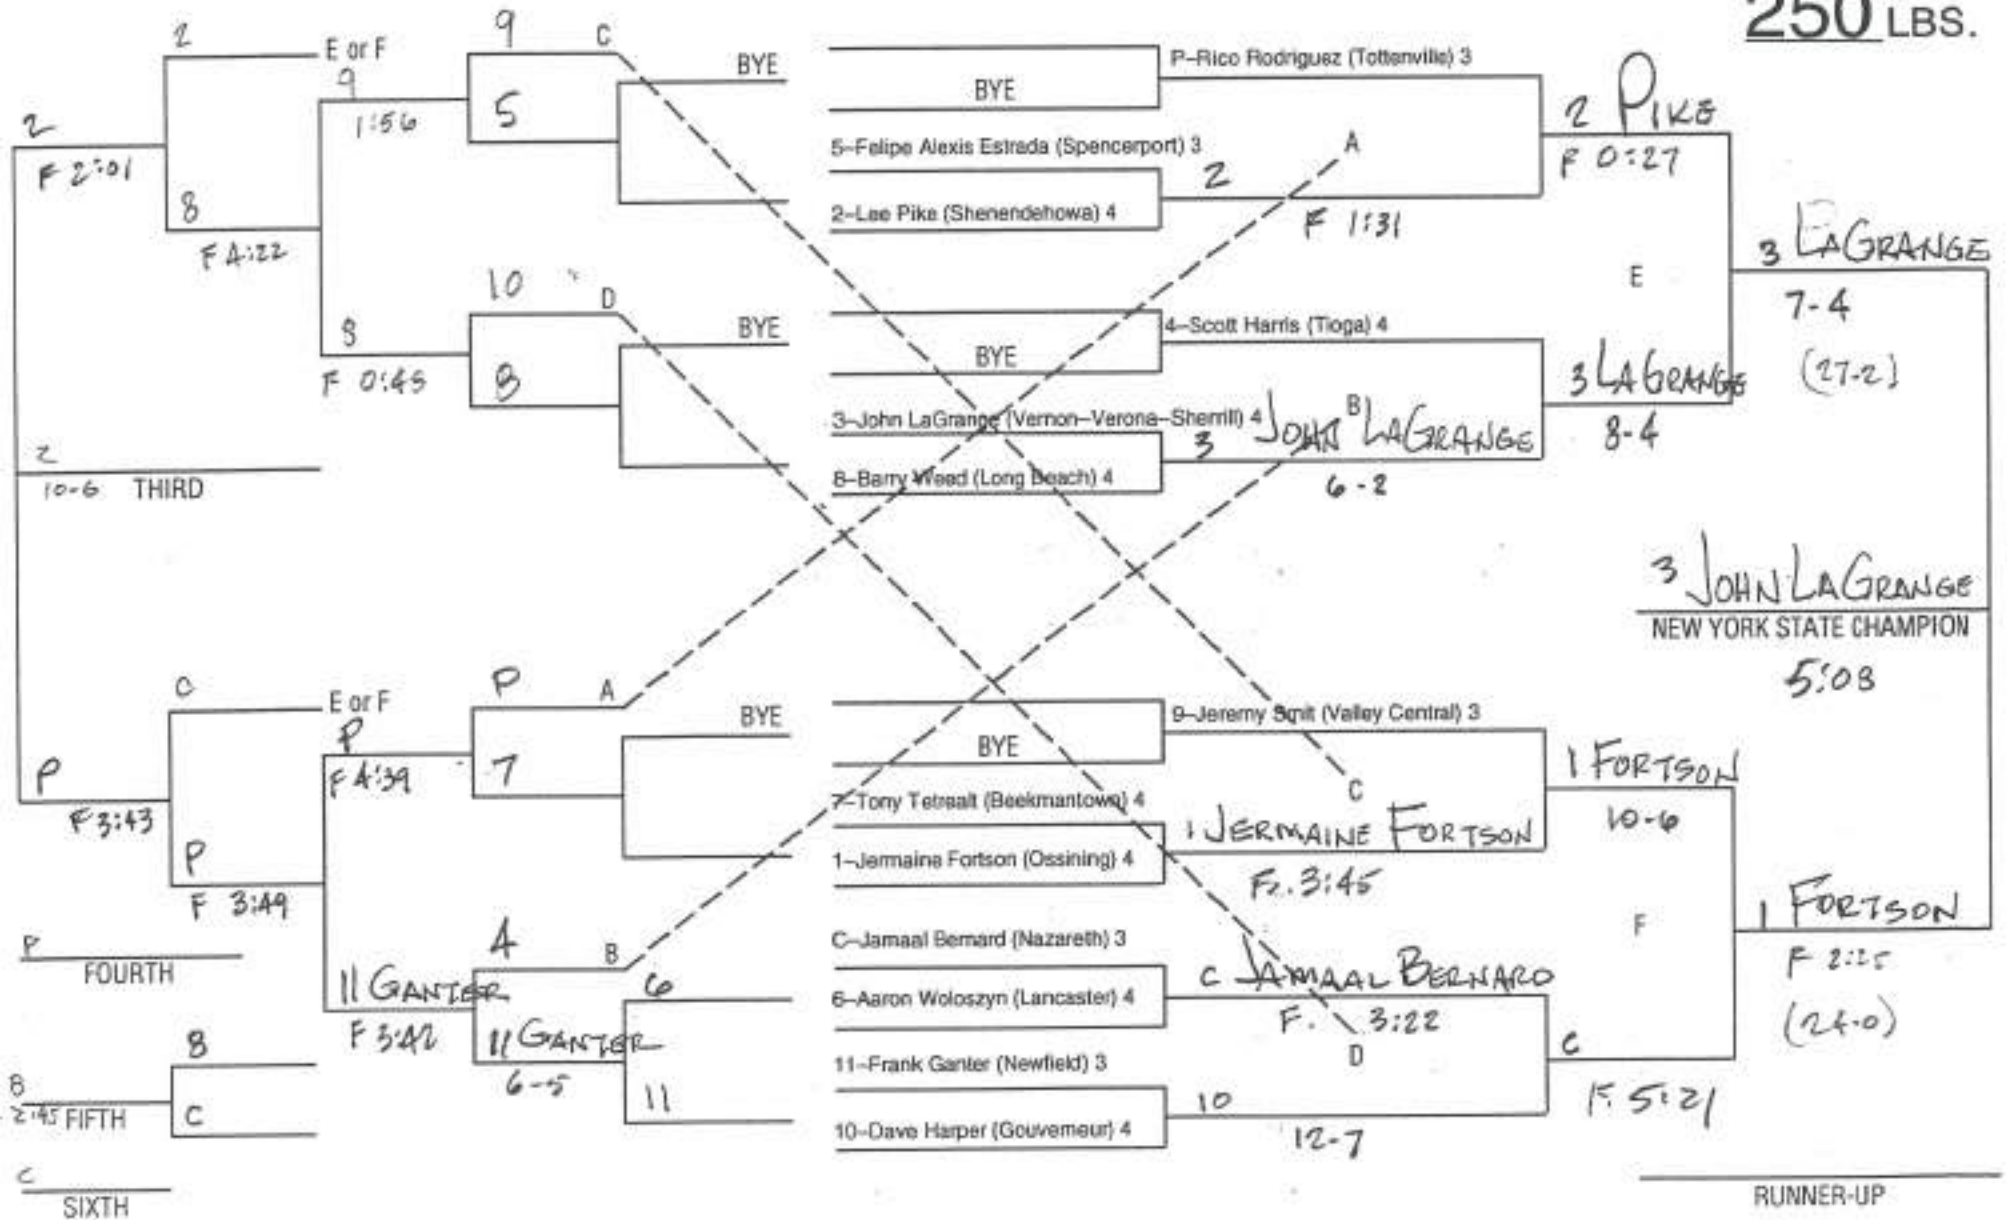 250 LBS.
2
E or F
9
1:56
9
C
5
BYE
2
F 2:01
8
F 4:22
10
D
BYE
8
F 0:45
8
2
10-6 THIRD
BYE
P–Rico Rodriguez (Tottenville) 3
5–Felipe Alexis Estrada (Spencerport) 3
2–Lee Pike (Shenendehowa) 4
2
F 1:31
A
2 PIKE
F 0:27
4–Scott Harris (Tioga) 4
BYE
3–John LaGrange (Vernon–Verona–Sherrill) 4
8–Barry Weed (Long Beach) 4
B
3 JOHN LAGRANGE
6-2
3 LAGRANGE
8-4
E
3 LAGRANGE
7-4
(27-2)
3 JOHN LAGRANGE
NEW YORK STATE CHAMPION
5:08
C
E or F
P
F 4:39
P
A
7
BYE
P
F 3:43
P
F 3:49
4
B
11 GANTER
F 3:42
11 GANTER
6-5
6
11
P
FOURTH
8
C
8
2:45 FIFTH
C
SIXTH
BYE
9–Jeremy Smit (Valley Central) 3
7–Tony Tetrealt (Beekmantown) 4
1–Jermaine Fortson (Ossining) 4
C
1 JERMAINE FORTSON
F. 3:45
1 FORTSON
10-6
C–Jamaal Bernard (Nazareth) 3
6–Aaron Woloszyn (Lancaster) 4
C JAMAAL BERNARD
F. 3:22
D
11–Frank Ganter (Newfield) 3
10–Dave Harper (Gouverneur) 4
10
12-7
C
F. 5:21
F
1 FORTSON
F 2:25
(24-0)
RUNNER-UP